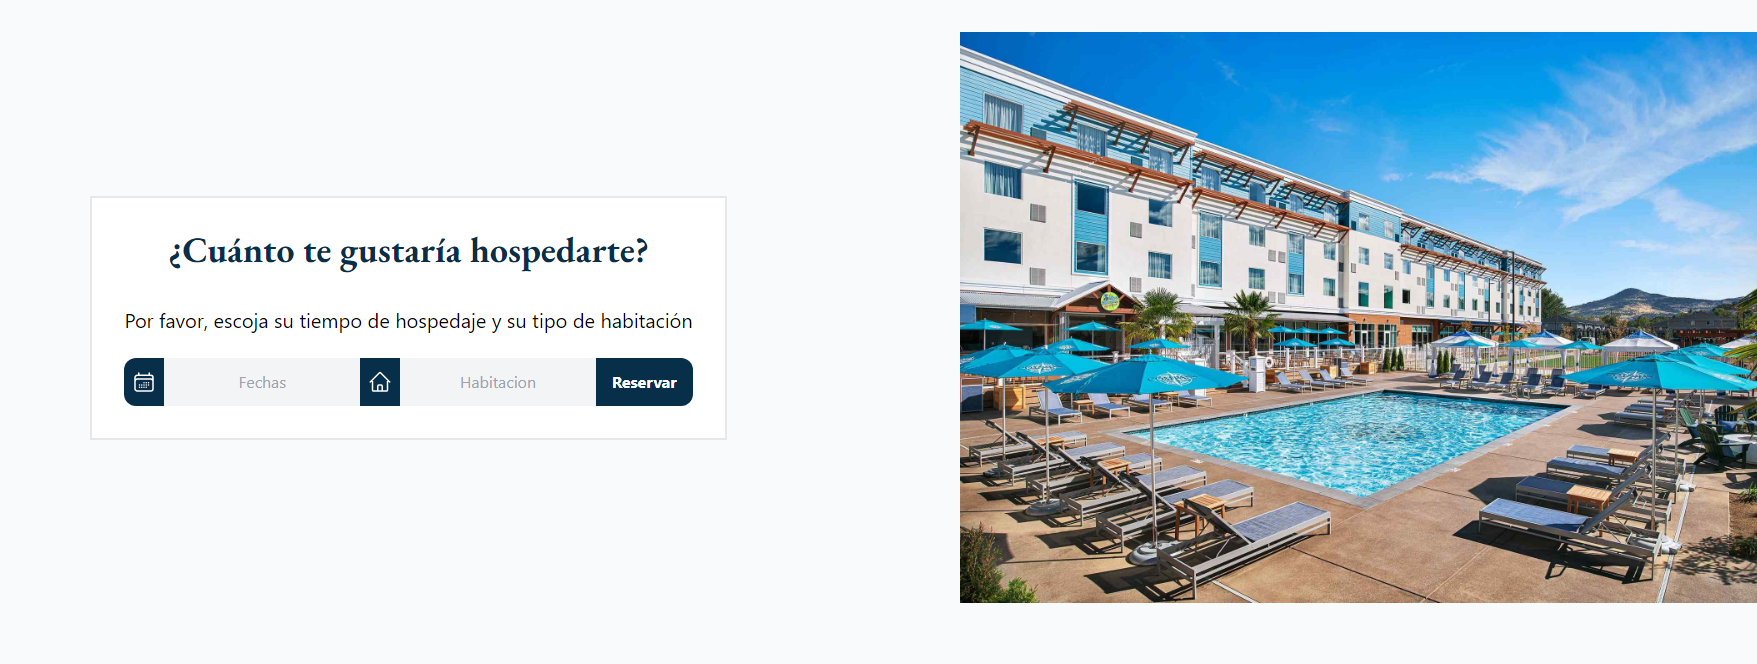 ¿Cuánto te gustaría hospedarte?
Por favor, escoja su tiempo de hospedaje y su tipo de habitación
Fechas
Habitacion
Reservar